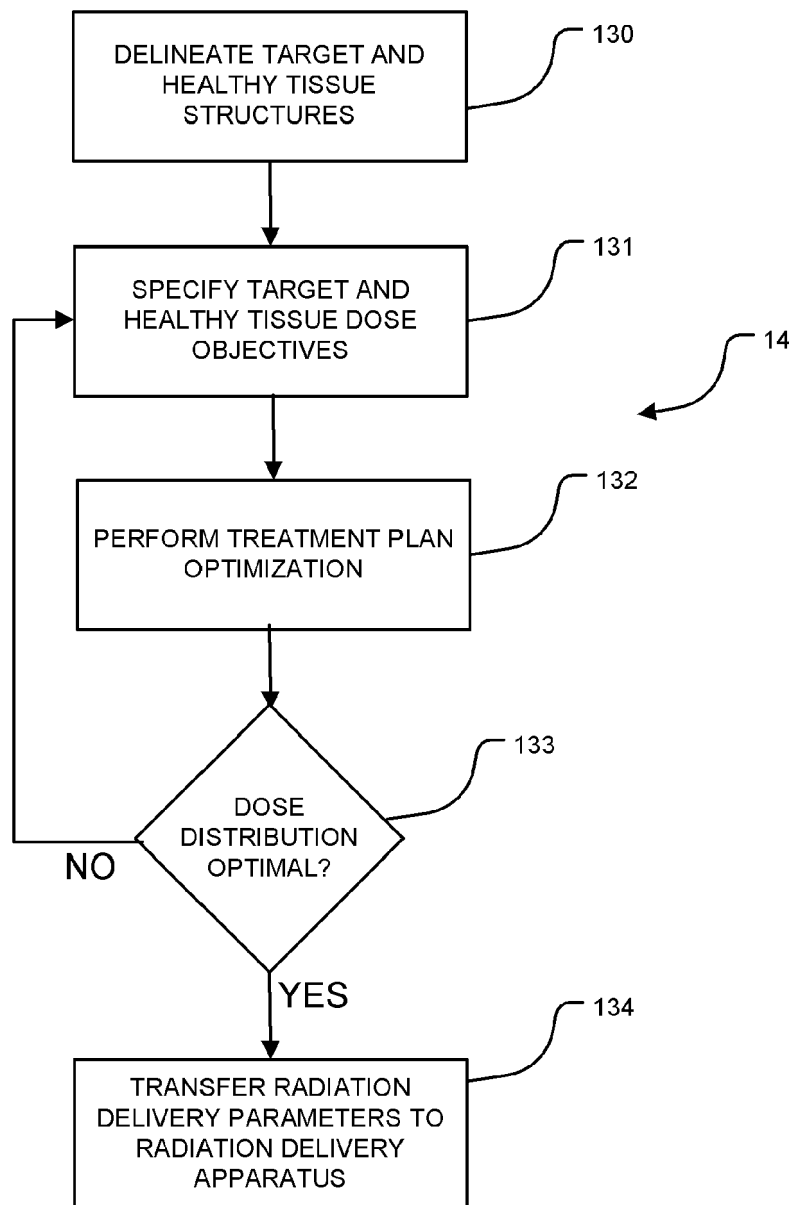 DELINEATE TARGET AND
HEALTHY TISSUE
STRUCTURES
130
SPECIFY TARGET AND
HEALTHY TISSUE DOSE
OBJECTIVES
131
14
PERFORM TREATMENT PLAN
OPTIMIZATION
132
DOSE
DISTRIBUTION
OPTIMAL?
133
NO
YES
TRANSFER RADIATION
DELIVERY PARAMETERS TO
RADIATION DELIVERY
APPARATUS
134